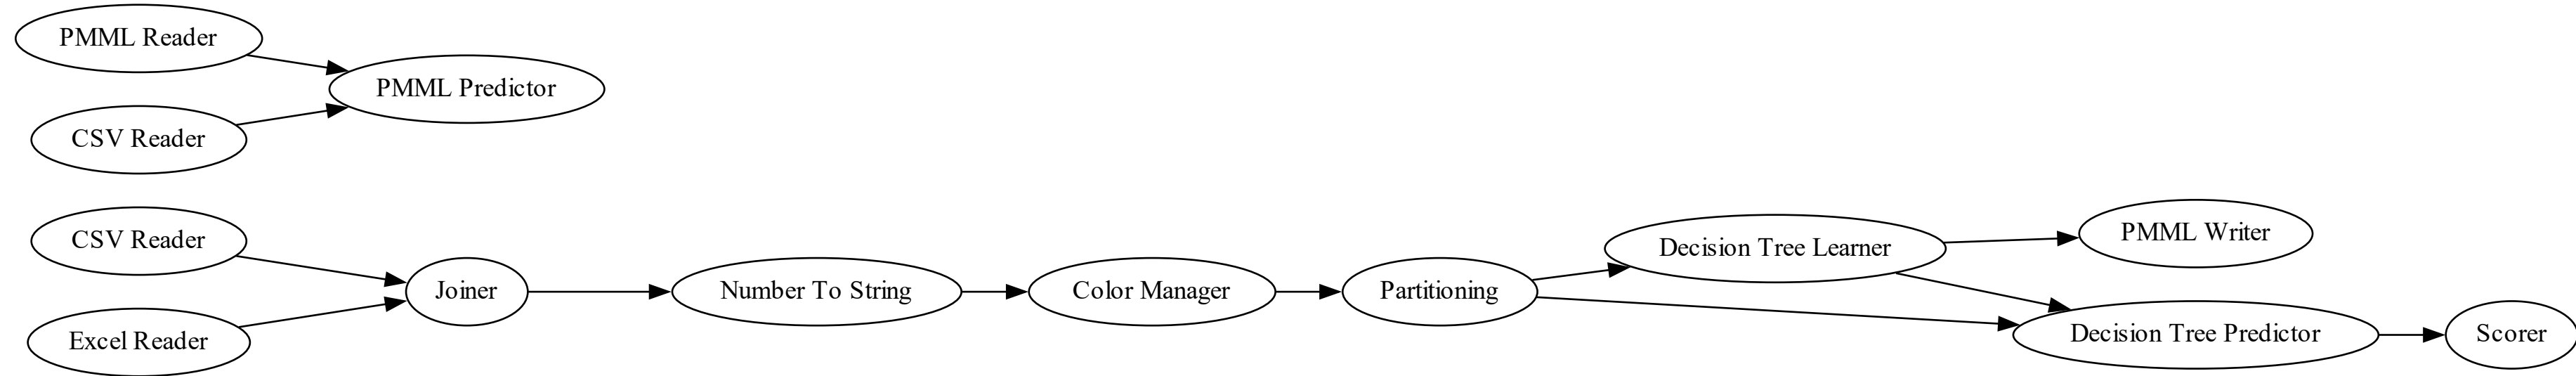 PMML Reader
PMML Predictor
CSV Reader
CSV Reader
Excel Reader
Joiner
Number To String
Color Manager
Partitioning
Decision Tree Learner
PMML Writer
Decision Tree Predictor
Scorer